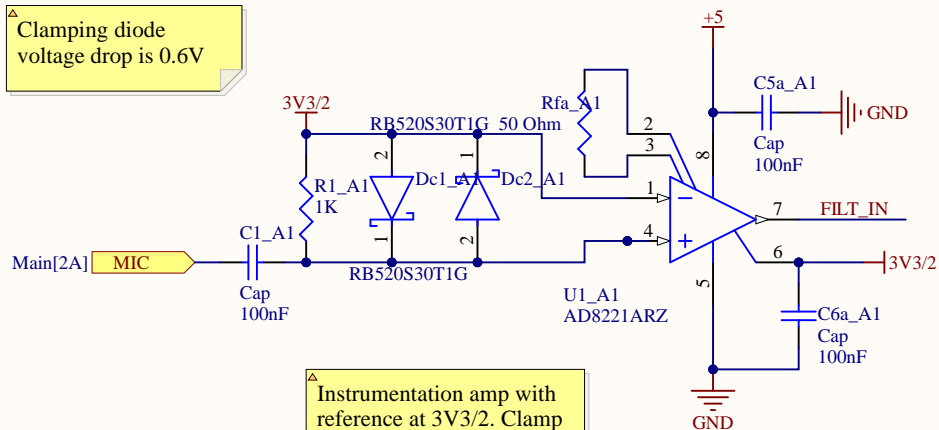 Clamping diode
voltage drop is 0.6V
+5
C5a_A1
GND
Cap
100nF
3V3/2
RB520S30T1G
50 Ohm
Rfa_A1
2
3
8
2
1
R1_A1
1K
Dc1_A1
Dc2_A1
1
7
FILT_IN
C1_A1
1
2
4
Main[2A]
MIC
RB520S30T1G
6
3V3/2
Cap
100nF
U1_A1
AD8221ARZ
5
C6a_A1
Cap
100nF
Instrumentation amp with
reference at 3V3/2. Clamp
GND